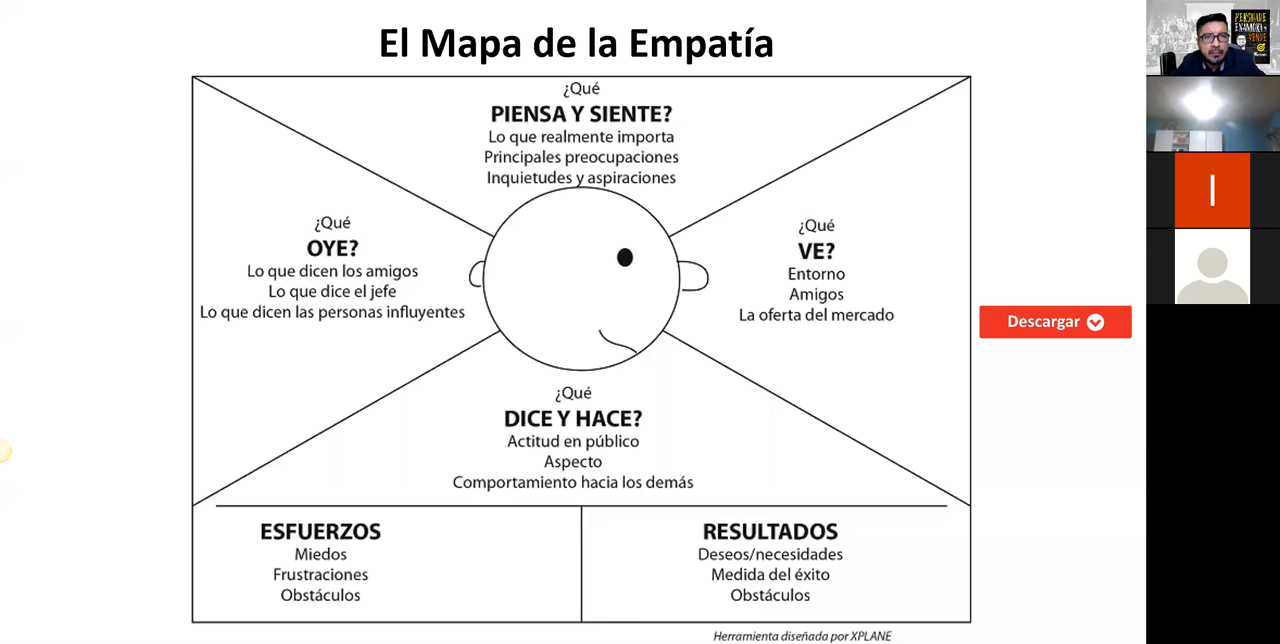 El Mapa de la Empatía
¿Qué
PIENSA Y SIENTE?
Lo que realmente importa
Principales preocupaciones
Inquietudes y aspiraciones
¿Qué
OYE?
Lo que dicen los amigos
Lo que dice el jefe
Lo que dicen las personas influyentes
¿Qué
VE?
Entorno
Amigos
La oferta del mercado
¿Qué
DICE Y HACE?
Actitud en público
Aspecto
Comportamiento hacia los demás
ESFUERZOS
Miedos
Frustraciones
Obstáculos
RESULTADOS
Deseos/necesidades
Medida del éxito
Obstáculos
Herramienta diseñada por XPLANE
Descargar
PERSUADE
ENAMORA Y
VENDE
I